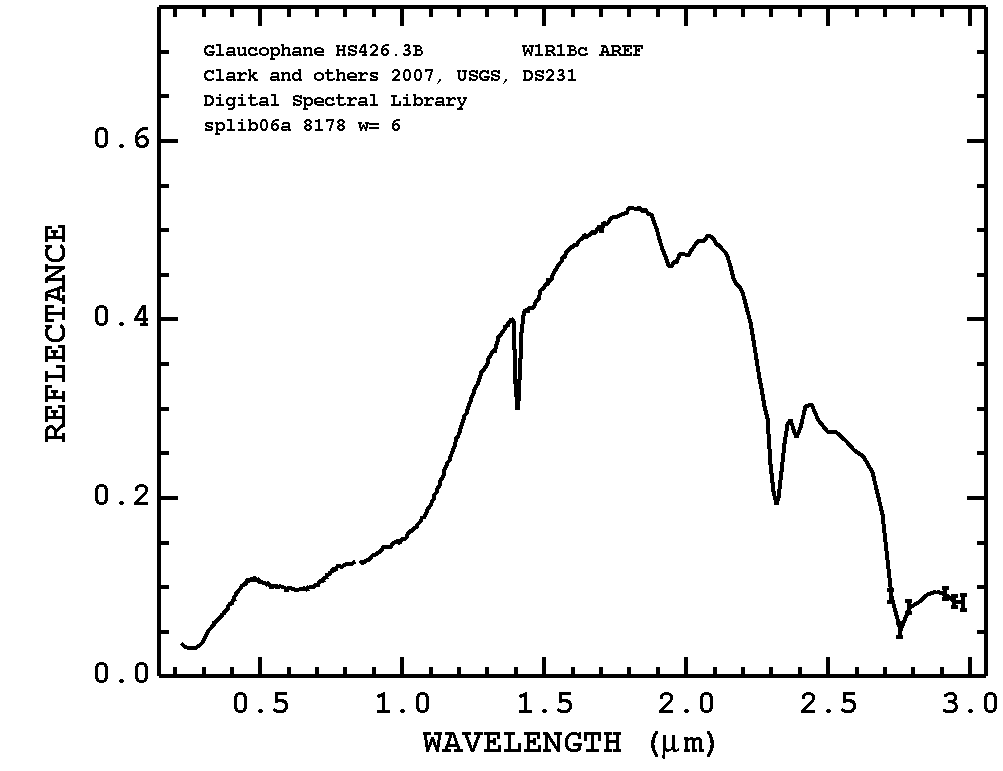 Glaucophane HS426.3B W1R1Bc AREF
Clark and others 2007, USGS, DS231
Digital Spectral Library
splib06a 8178 w= 6
0.6
0.4
0.2
0.0
REFLECTANCE
0.5 1.0 1.5 2.0 2.5 3.0
WAVELENGTH (μm)